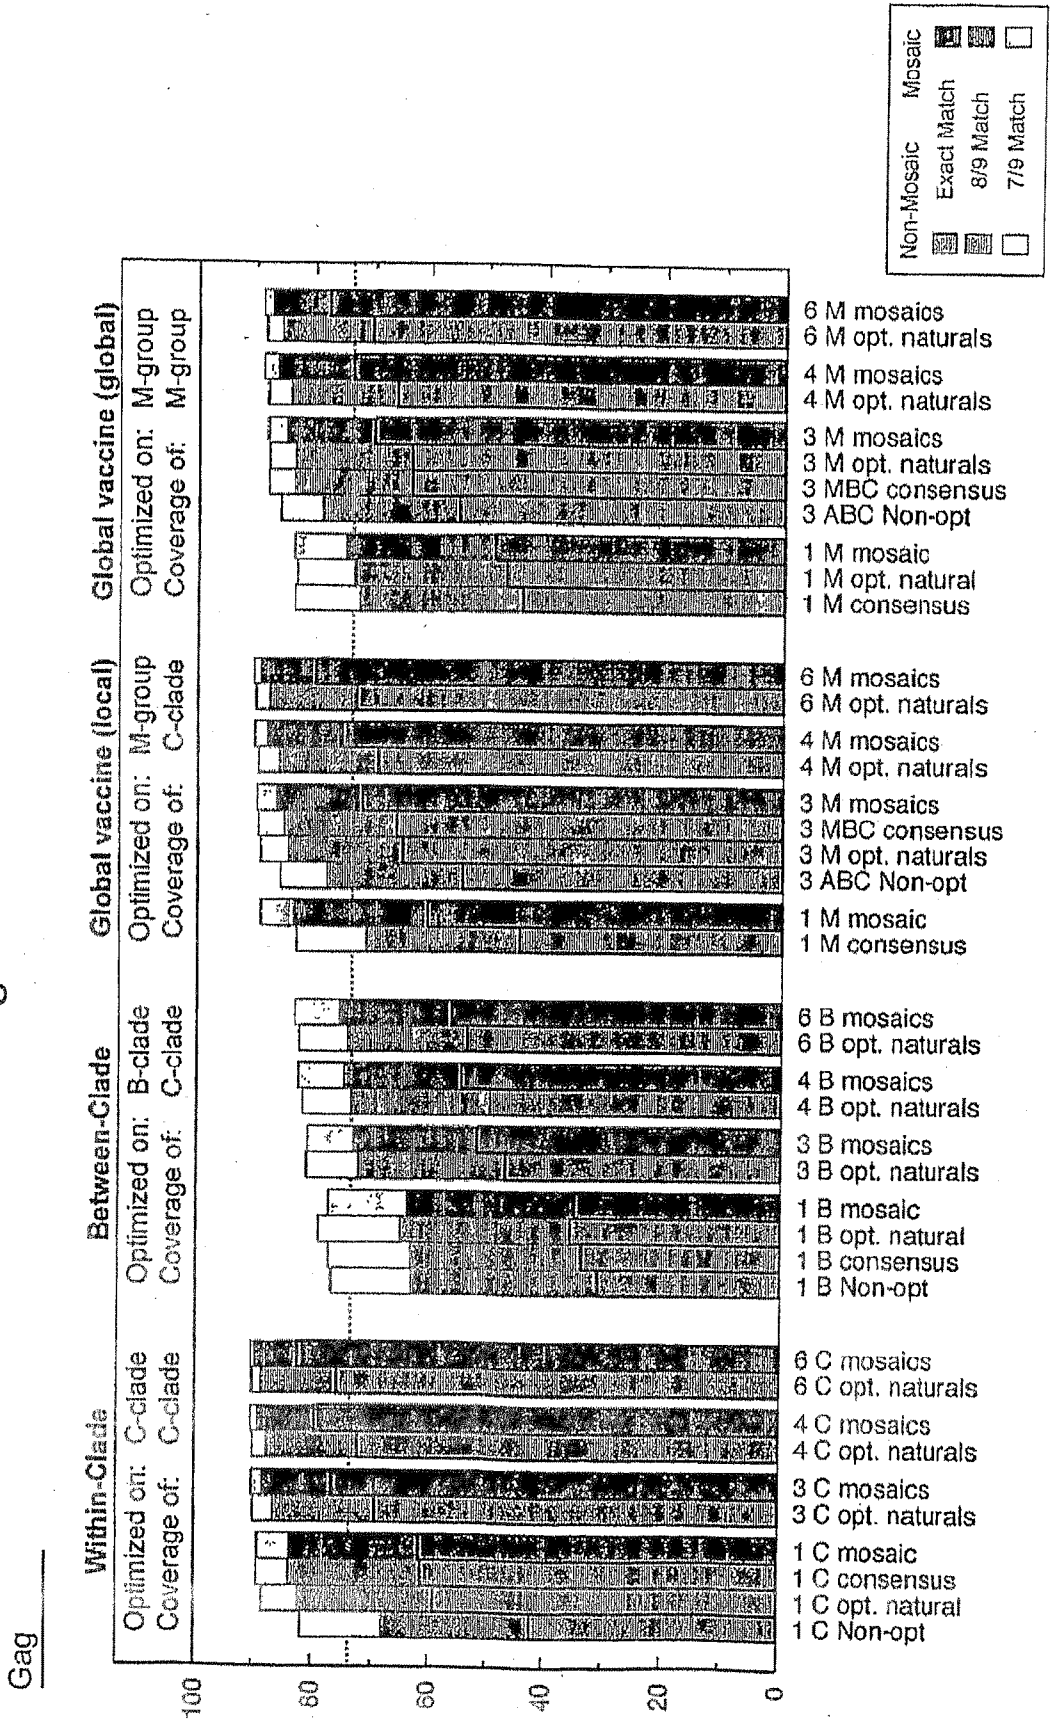 Gag
Within-Clade
Optimized on: C-clade
Coverage of: C-clade
Between-Clade
Optimized on: B-clade
Coverage of: C-clade
Global vaccine (local)
Optimized on: M-group
Coverage of: C-clade
Global vaccine (global)
Optimized on: M-group
Coverage of: M-group
100
80
60
40
20
0
1 C Non-opt
1 C opt. natural
1 C consensus
1 C mosaic
3 C opt. naturals
3 C mosaics
4 C opt. naturals
4 C mosaics
6 C opt. naturals
6 C mosaics
1 B Non-opt
1 B consensus
1 B opt. natural
1 B mosaic
3 B opt. naturals
3 B mosaics
4 B opt. naturals
4 B mosaics
6 B opt. naturals
6 B mosaics
1 M consensus
1 M mosaic
3 ABC Non-opt
3 M opt. naturals
3 MBC consensus
3 M mosaics
4 M opt. naturals
4 M mosaics
6 M opt. naturals
6 M mosaics
1 M consensus
1 M opt. natural
1 M mosaic
3 ABC Non-opt
3 MBC consensus
3 M opt. naturals
3 M mosaics
4 M opt. naturals
4 M mosaics
6 M opt. naturals
6 M mosaics
Non-Mosaic Mosaic
Exact Match
8/9 Match
7/9 Match